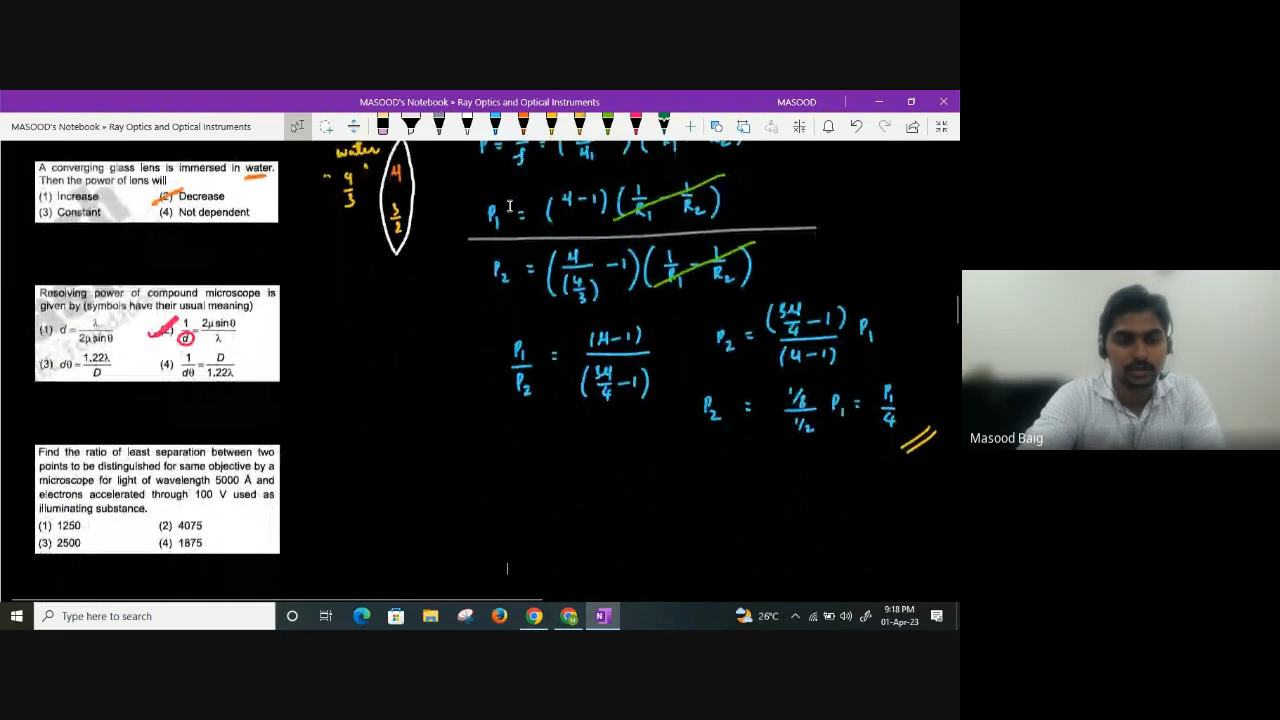 MASOOD's Notebook » Ray Optics and Optical Instruments
MASOOD
MASOOD's Notebook » Ray Optics and Optical Instruments
A converging glass lens is immersed in water.
Then the power of lens will
(1) Increase (2) Decrease
(3) Constant (4) Not dependent
water
" 4/3 "
μ
3/2
P₁ = (μ-1) (1/R₁ - 1/R₂)
P₂ = (μ/(4/3) - 1) (1/R₁ - 1/R₂)
P₁/P₂ = (μ-1)/(3μ/4 - 1)
P₂ = (3μ/4 - 1)/(μ-1) P₁
P₂ = (1/8)/(1/2) P₁ = P₁/4
Resolving power of compound microscope is
given by (symbols have their usual meaning)
(1) d = λ/2μ sinθ (2) 1/d = 2μ sinθ/λ
(3) dθ = 1.22λ/D (4) 1/dθ = D/1.22λ
Find the ratio of least separation between two
points to be distinguished for same objective by a
microscope for light of wavelength 5000 Å and
electrons accelerated through 100 V used as
illuminating substance.
(1) 1250 (2) 4075
(3) 2500 (4) 1875
Masood Baig
Type here to search
26°C
9:18 PM
01-Apr-23